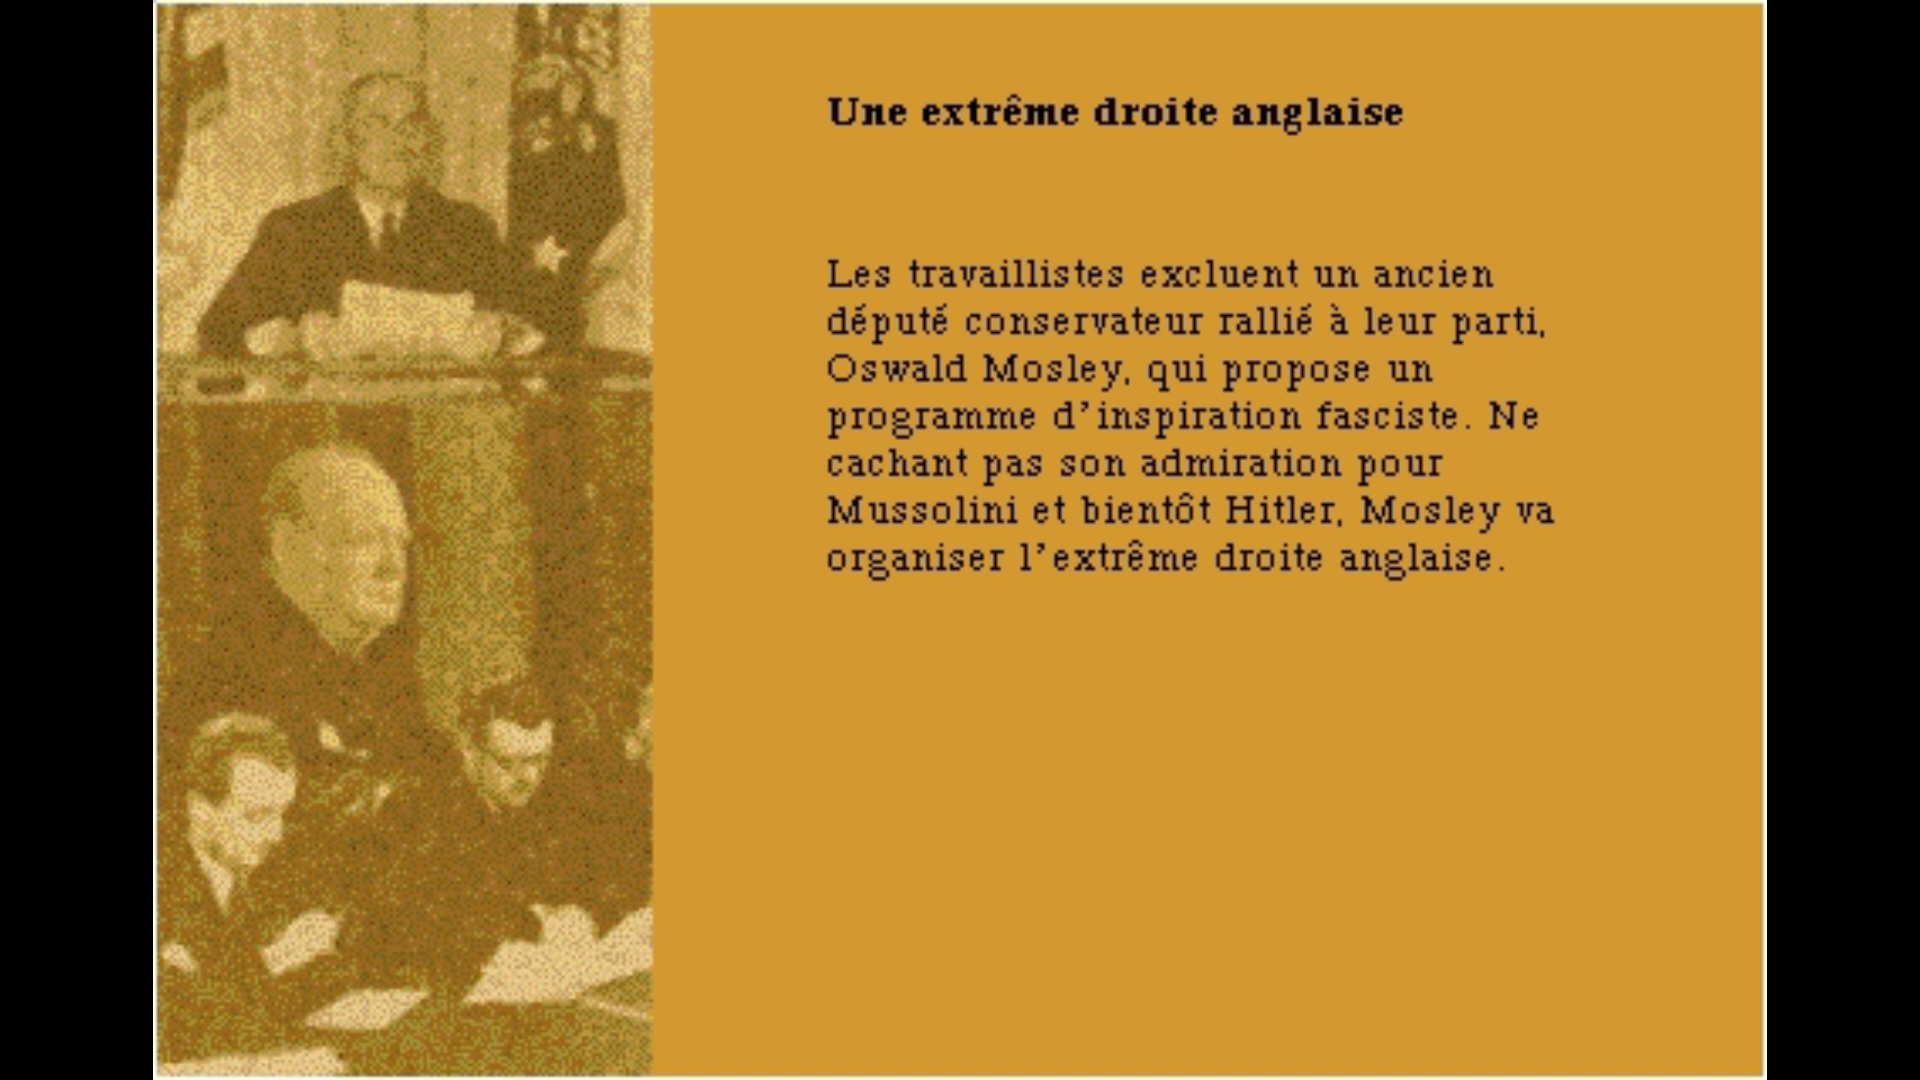 Une extrême droite anglaise
Les travaillistes excluent un ancien
député conservateur rallié à leur parti,
Oswald Mosley, qui propose un
programme d’inspiration fasciste. Ne
cachant pas son admiration pour
Mussolini et bientôt Hitler, Mosley va
organiser l’extrême droite anglaise.